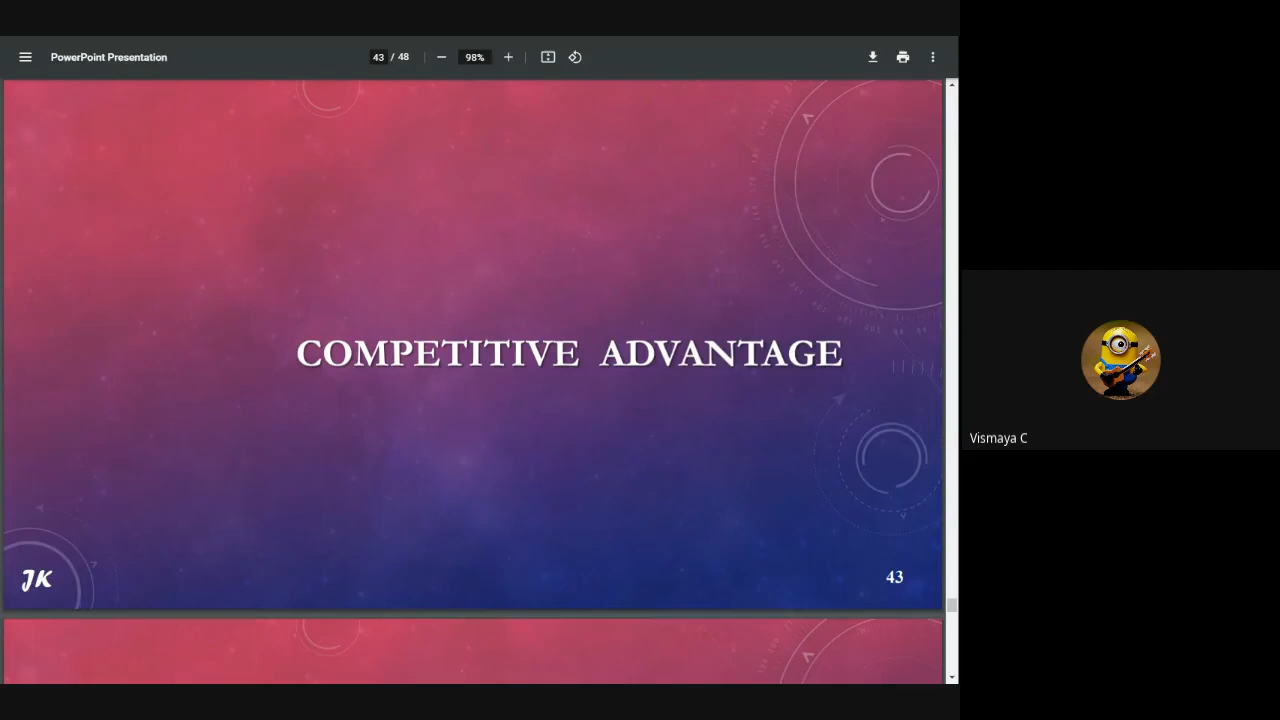 PowerPoint Presentation
43 / 48
98%
COMPETITIVE ADVANTAGE
JK
43
Vismaya C